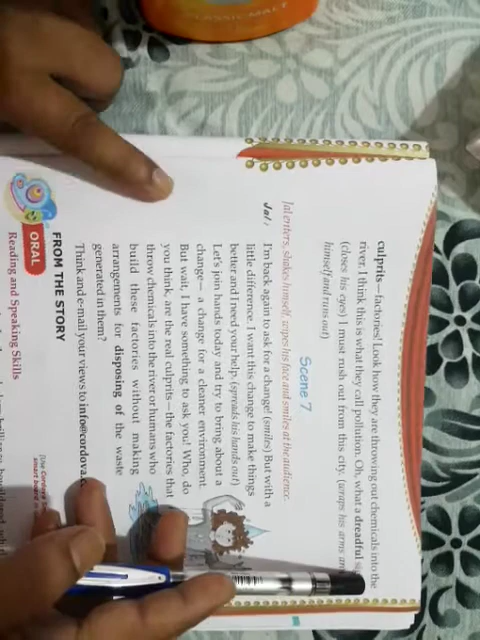 CLASSIC MALT
culprits—factories! Look how they are throwing out chemicals into the
river. I think this is what they call pollution. Oh, what a dreadful
(closes his eyes) I must rush out from this city. (wraps his arms
himself and runs out)
Scene 7
[Jal enters, shakes himself, wipes his face and smiles at the audience.
Jal: I'm back again to ask for a change! (smiles) But with a
little difference. I want this change to make things
better and I need your help. (spreads his hands out)
Let's join hands today and try to bring about a
change— a change for a cleaner environment.
But wait, I have something to ask you! Who, do
you think, are the real culprits—the factories that
throw chemicals into the river or humans who
build these factories without making
arrangements for disposing of the waste
generated in them?
Think and e-mail your views to info@cordova.
FROM THE STORY
ORAL
Reading and Speaking Skills